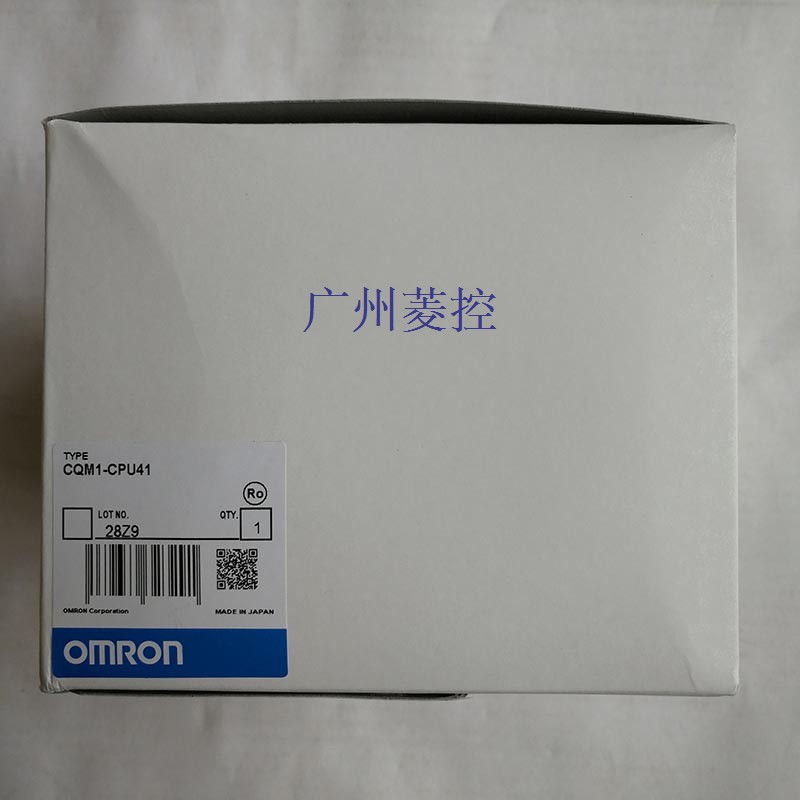 广州菱控
TYPE
CQM1-CPU41
Ro
LOT NO. QTY.
28Z9 1
OMRON Corporation MADE IN JAPAN
OMRON